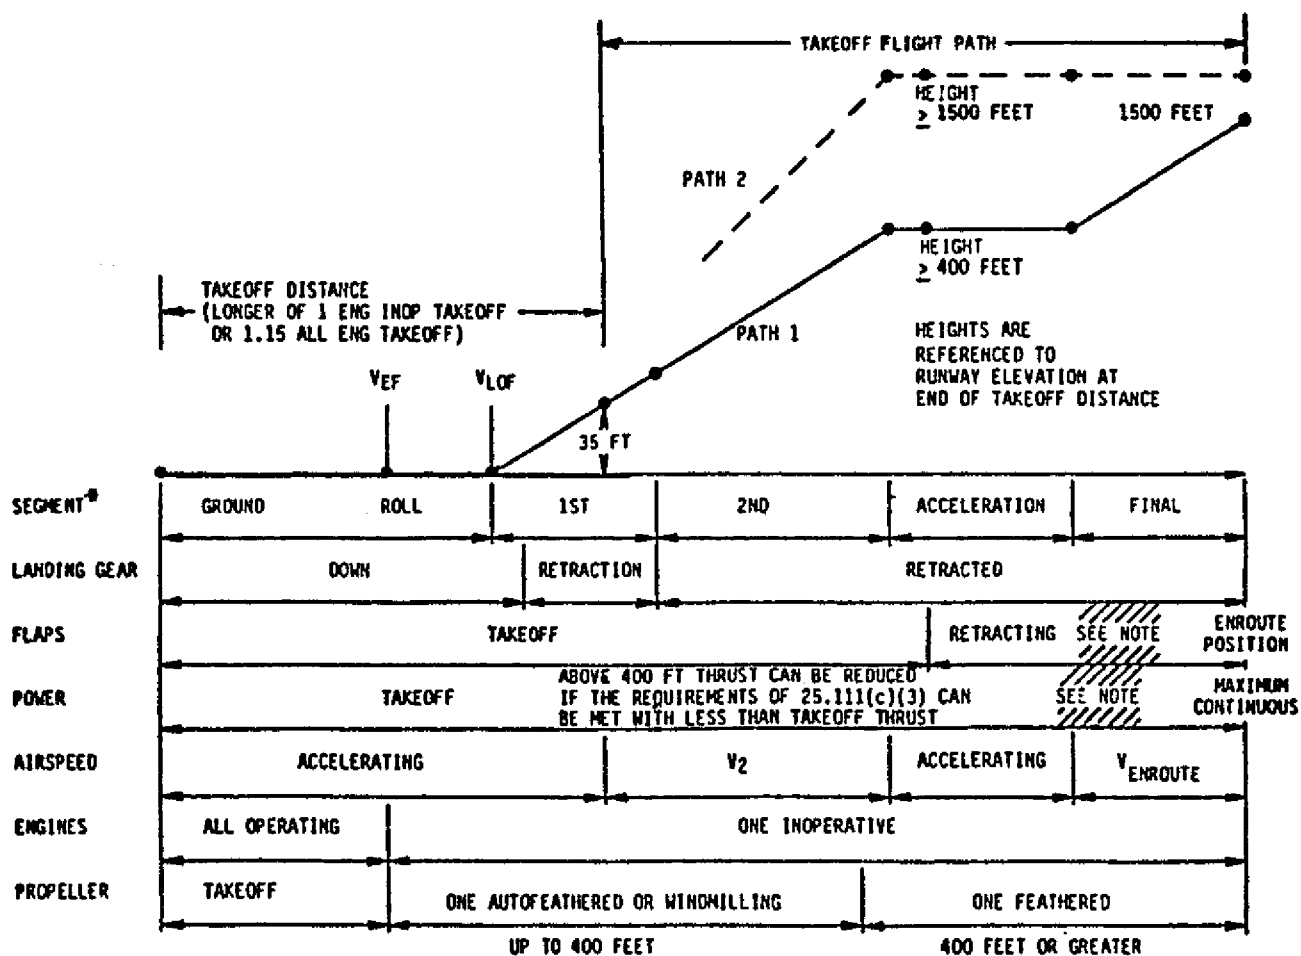 TAKEOFF FLIGHT PATH
HEIGHT
≥ 1500 FEET
1500 FEET
PATH 2
HEIGHT
≥ 400 FEET
TAKEOFF DISTANCE
(LONGER OF 1 ENG INOP TAKEOFF
OR 1.15 ALL ENG TAKEOFF)
PATH 1
HEIGHTS ARE
REFERENCED TO
RUNWAY ELEVATION AT
END OF TAKEOFF DISTANCE
VEF
VLOF
35 FT
SEGMENT* GROUND ROLL 1ST 2ND ACCELERATION FINAL
LANDING GEAR DOWN RETRACTION RETRACTED
FLAPS TAKEOFF RETRACTING SEE NOTE ENROUTE
POSITION
POWER TAKEOFF
ABOVE 400 FT THRUST CAN BE REDUCED
IF THE REQUIREMENTS OF 25.111(c)(3) CAN
BE MET WITH LESS THAN TAKEOFF THRUST
SEE NOTE
MAXIMUM
CONTINUOUS
AIRSPEED ACCELERATING V2 ACCELERATING VENROUTE
ENGINES ALL OPERATING ONE INOPERATIVE
PROPELLER TAKEOFF ONE AUTOFEATHERED OR WINDMILLING ONE FEATHERED
UP TO 400 FEET 400 FEET OR GREATER